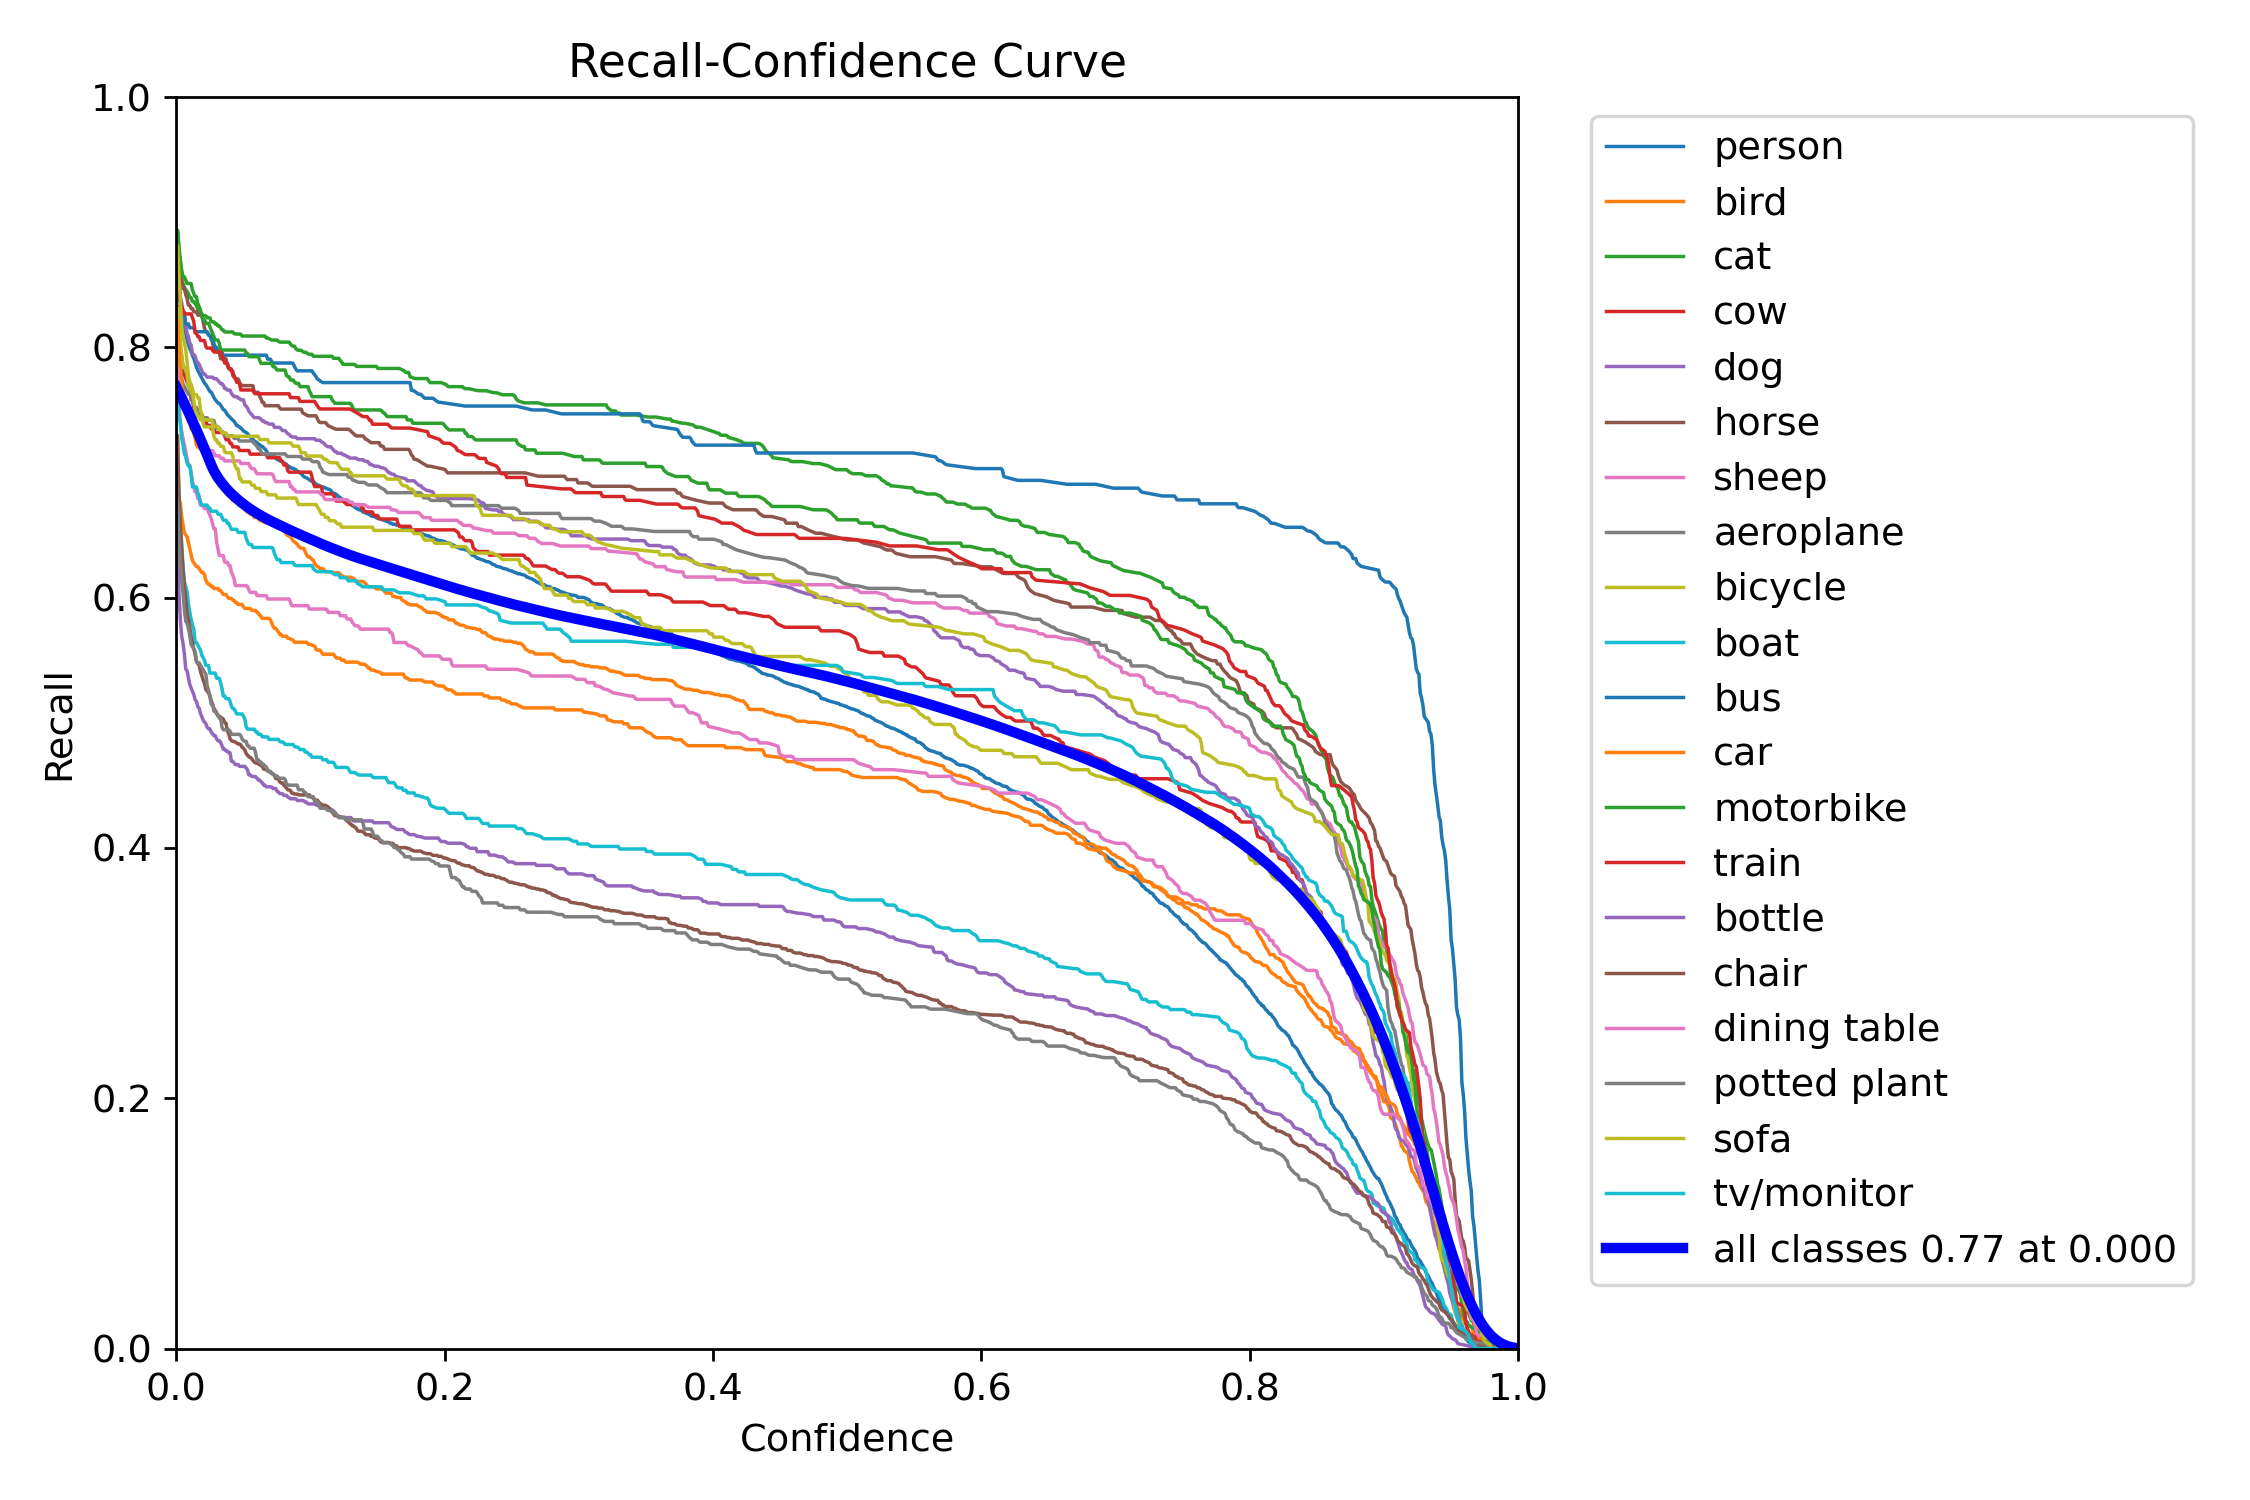 Recall-Confidence Curve
1.0
0.8
0.6
0.4
0.2
0.0
Recall
0.0 0.2 0.4 0.6 0.8 1.0
Confidence
person
bird
cat
cow
dog
horse
sheep
aeroplane
bicycle
boat
bus
car
motorbike
train
bottle
chair
dining table
potted plant
sofa
tv/monitor
all classes 0.77 at 0.000